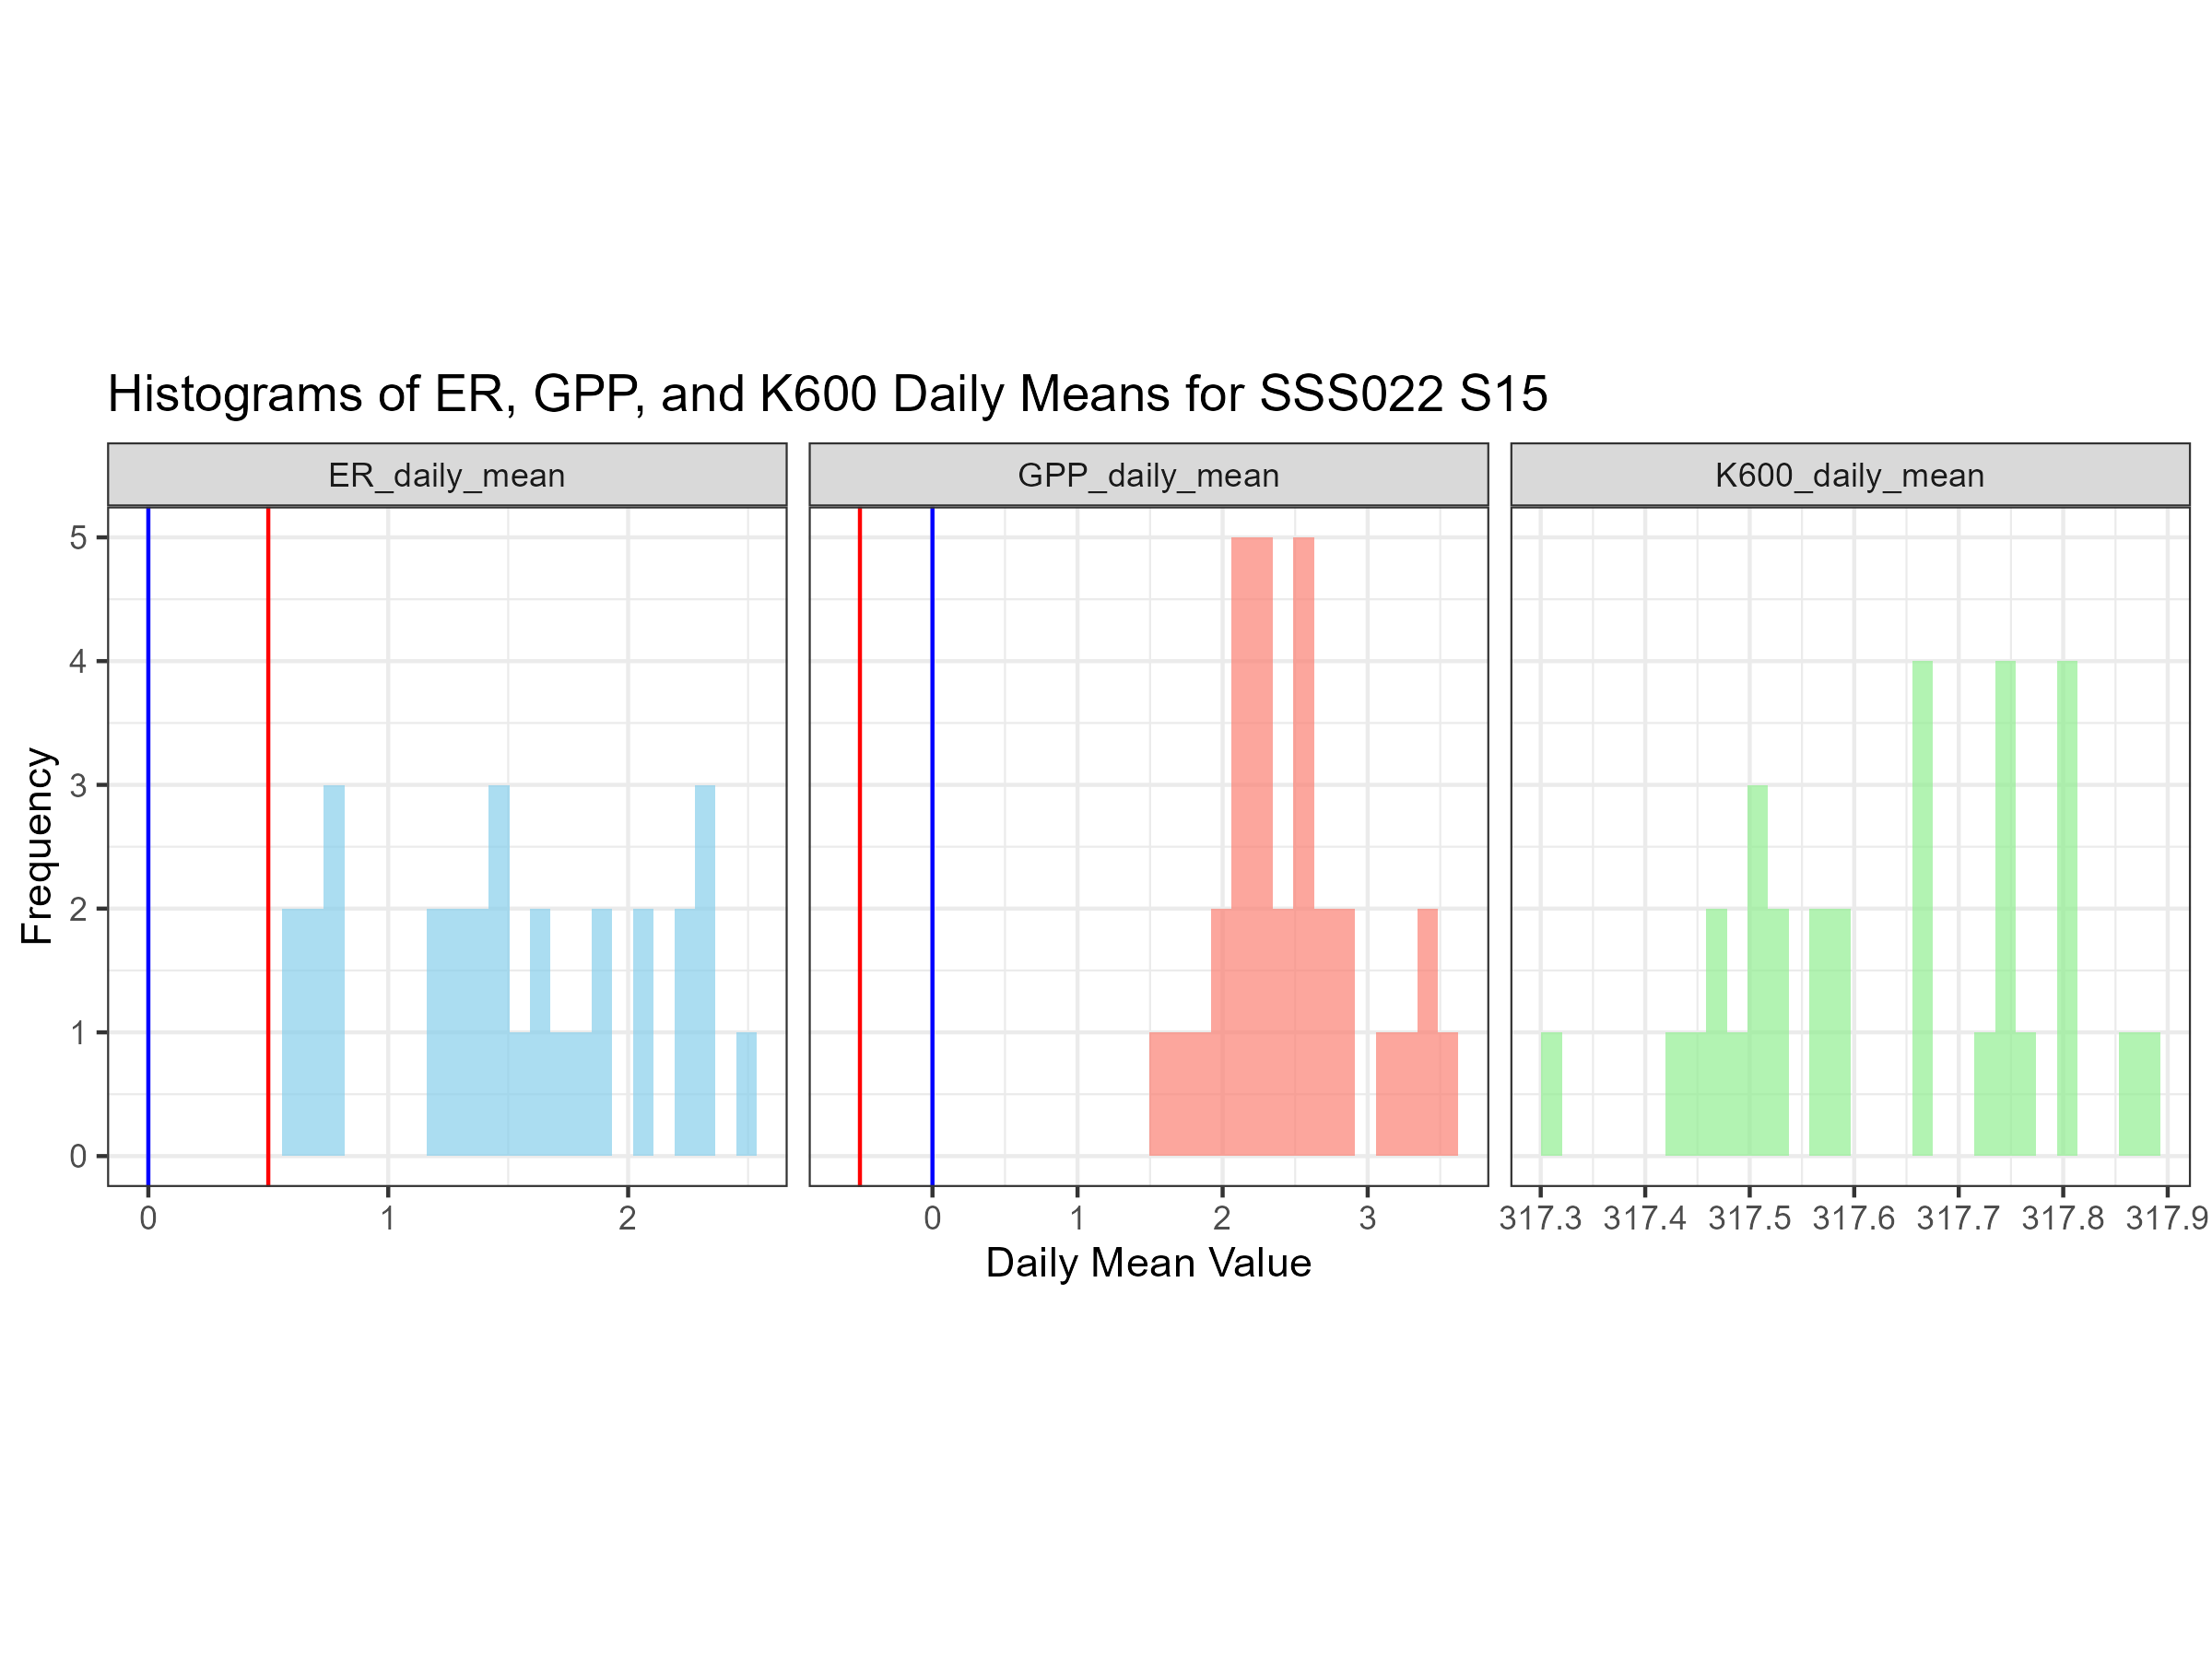 Histograms of ER, GPP, and K600 Daily Means for SSS022 S15
ER_daily_mean GPP_daily_mean K600_daily_mean
5
4
3
2
1
0
Frequency
0 1 2 0 1 2 3 317.3 317.4 317.5 317.6 317.7 317.8 317.9
Daily Mean Value